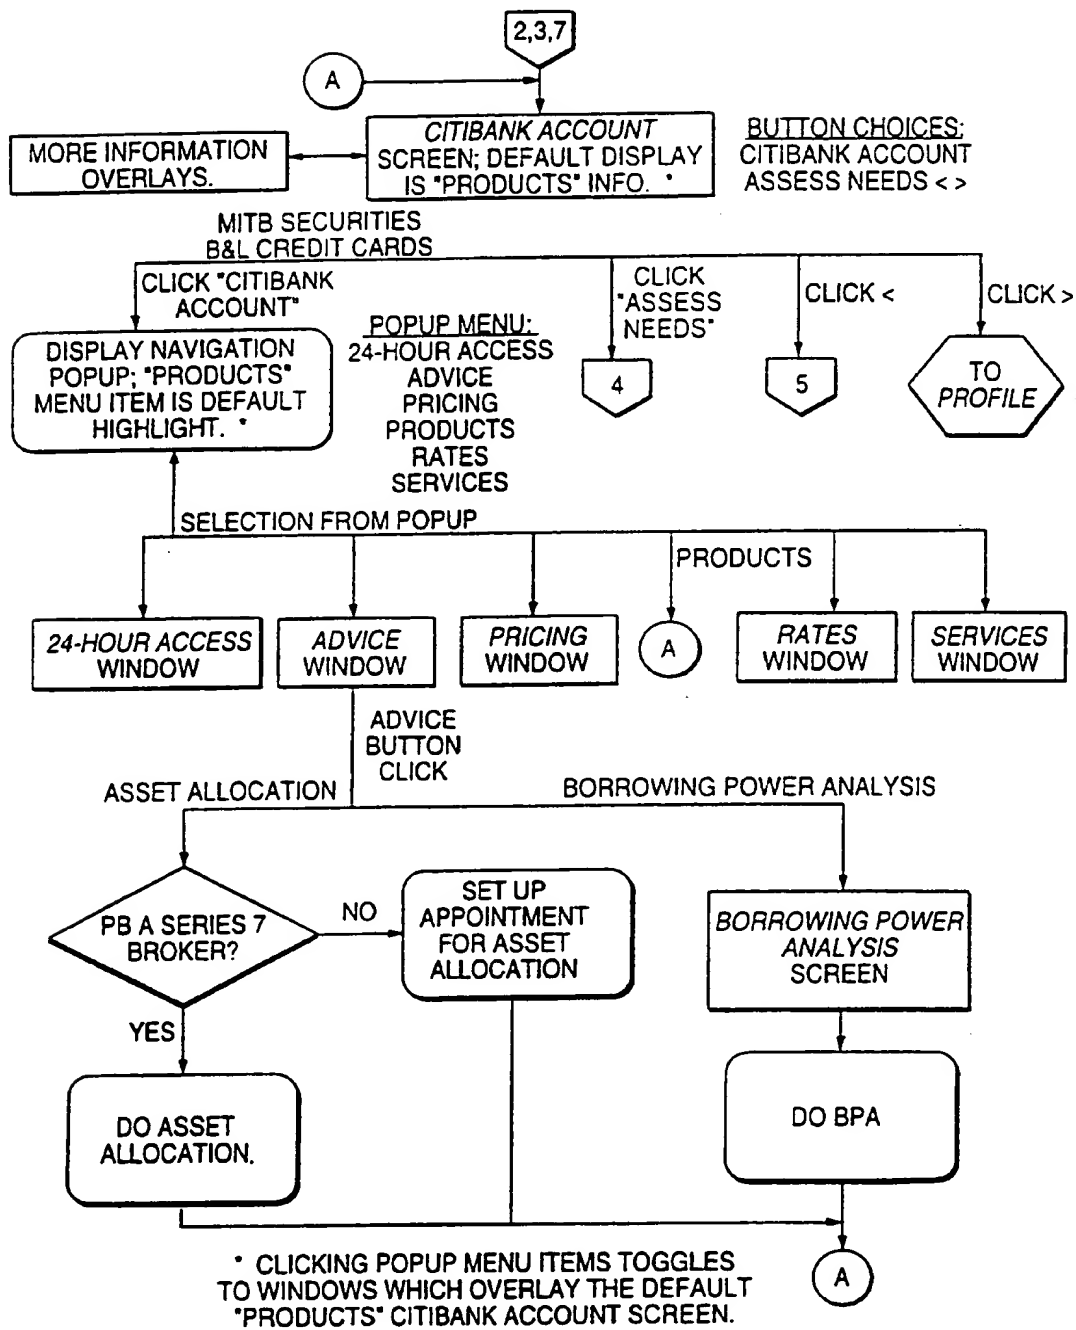 2,3,7
A
CITIBANK ACCOUNT
SCREEN; DEFAULT DISPLAY
IS "PRODUCTS" INFO. *
MORE INFORMATION
OVERLAYS.
BUTTON CHOICES:
CITIBANK ACCOUNT
ASSESS NEEDS < >
MITB SECURITIES
B&L CREDIT CARDS
CLICK "CITIBANK
ACCOUNT"
CLICK
"ASSESS
NEEDS"
CLICK <
CLICK >
DISPLAY NAVIGATION
POPUP; "PRODUCTS"
MENU ITEM IS DEFAULT
HIGHLIGHT. *
POPUP MENU:
24-HOUR ACCESS
ADVICE
PRICING
PRODUCTS
RATES
SERVICES
4
5
TO
PROFILE
SELECTION FROM POPUP
PRODUCTS
24-HOUR ACCESS
WINDOW
ADVICE
WINDOW
PRICING
WINDOW
A
RATES
WINDOW
SERVICES
WINDOW
ADVICE
BUTTON
CLICK
ASSET ALLOCATION
BORROWING POWER ANALYSIS
PB A SERIES 7
BROKER?
NO
SET UP
APPOINTMENT
FOR ASSET
ALLOCATION
BORROWING POWER
ANALYSIS
SCREEN
YES
DO ASSET
ALLOCATION.
DO BPA
A
* CLICKING POPUP MENU ITEMS TOGGLES
TO WINDOWS WHICH OVERLAY THE DEFAULT
"PRODUCTS" CITIBANK ACCOUNT SCREEN.